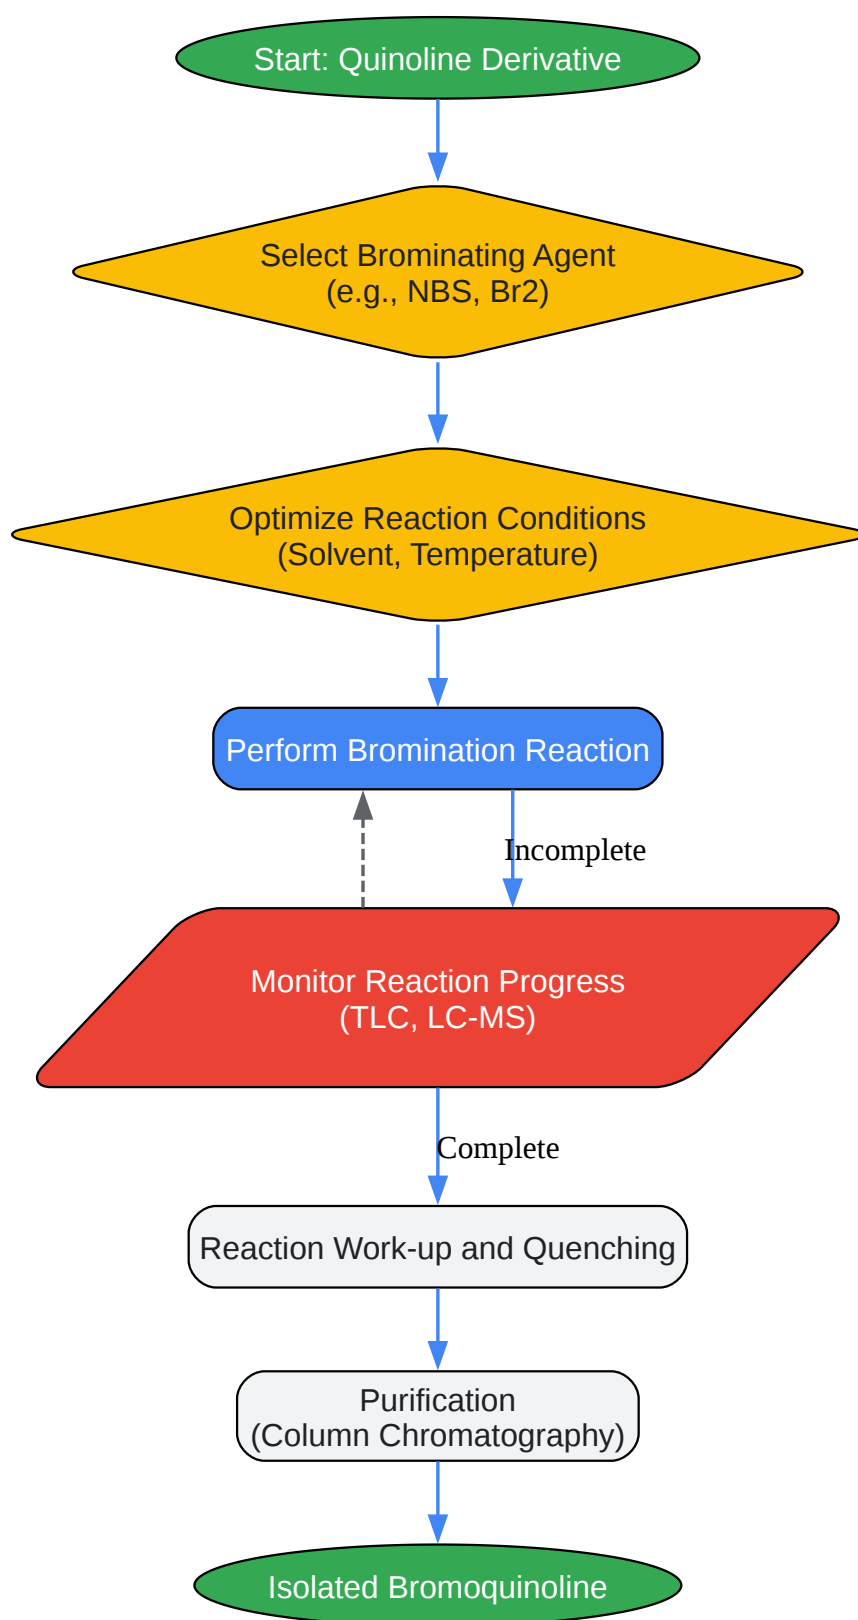 Start: Quinoline Derivative
Select Brominating Agent
(e.g., NBS, Br2)
Optimize Reaction Conditions
(Solvent, Temperature)
Perform Bromination Reaction
Incomplete
Monitor Reaction Progress
(TLC, LC-MS)
Complete
Reaction Work-up and Quenching
Purification
(Column Chromatography)
Isolated Bromoquinoline